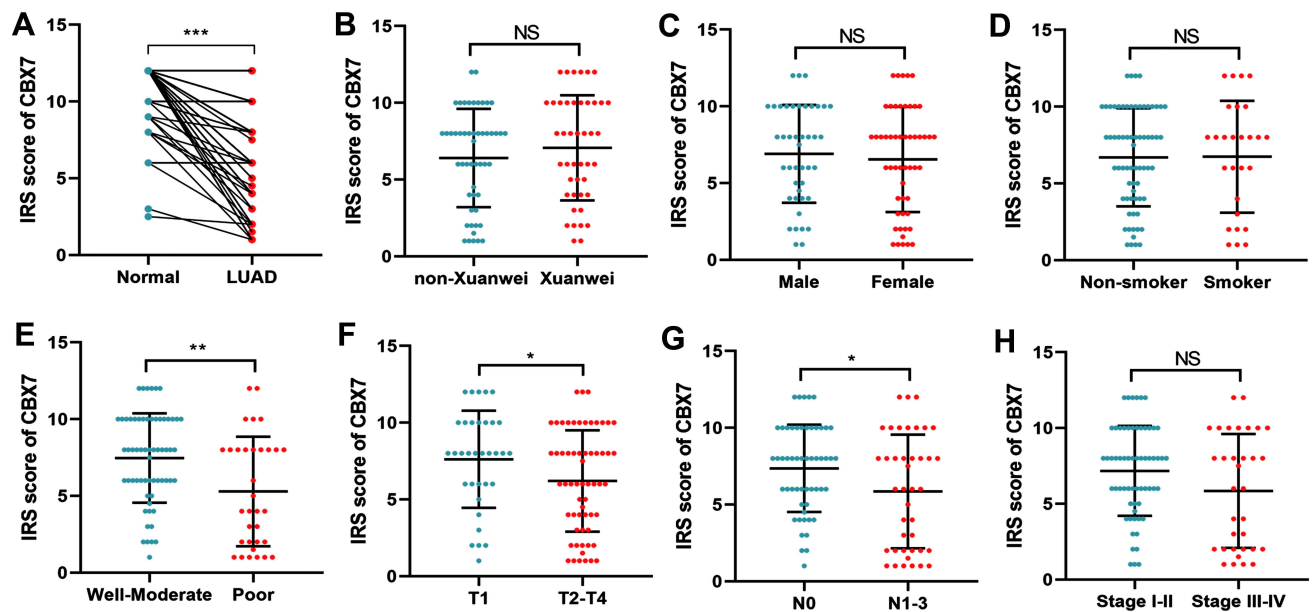 A
IRS score of CBX7
15
10
5
0
***
Normal
LUAD
B
IRS score of CBX7
15
10
5
0
NS
non-Xuanwei
Xuanwei
C
IRS score of CBX7
15
10
5
0
NS
Male
Female
D
IRS score of CBX7
15
10
5
0
NS
Non-smoker
Smoker
E
IRS score of CBX7
15
10
5
0
**
Well-Moderate
Poor
F
IRS score of CBX7
15
10
5
0
*
T1
T2-T4
G
IRS score of CBX7
15
10
5
0
*
N0
N1-3
H
IRS score of CBX7
15
10
5
0
NS
Stage I-II
Stage III-IV